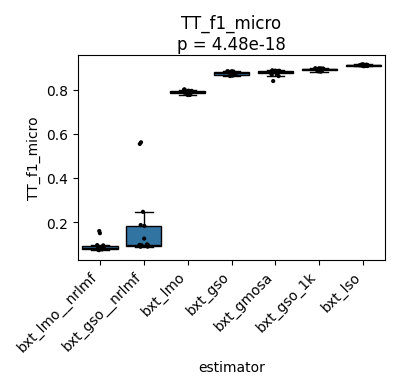 TT_f1_micro
p = 4.48e-18
TT_f1_micro
0.8
0.6
0.4
0.2
bxt_lmo__nrlmf
bxt_gso__nrlmf
bxt_lmo
bxt_gso
bxt_gmosa
bxt_gso_1k
bxt_lso
estimator